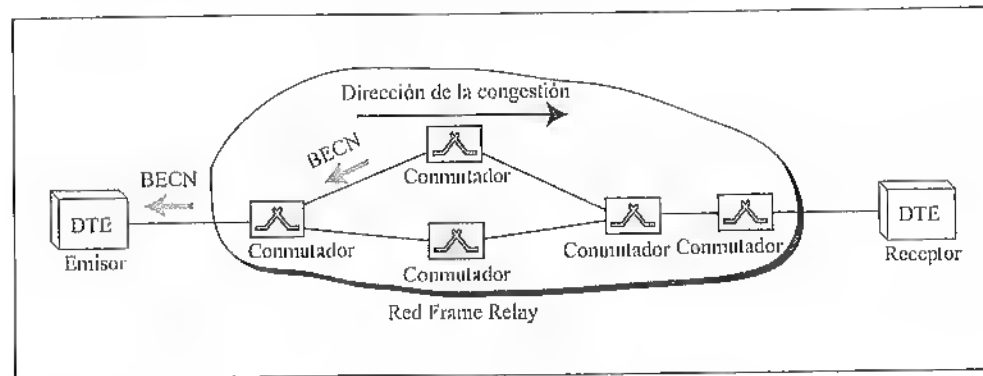 Dirección de la congestión
BECN
Conmutador
BECN
DTE
Emisor
Conmutador
Conmutador
Conmutador
Conmutador
DTE
Receptor
Red Frame Relay